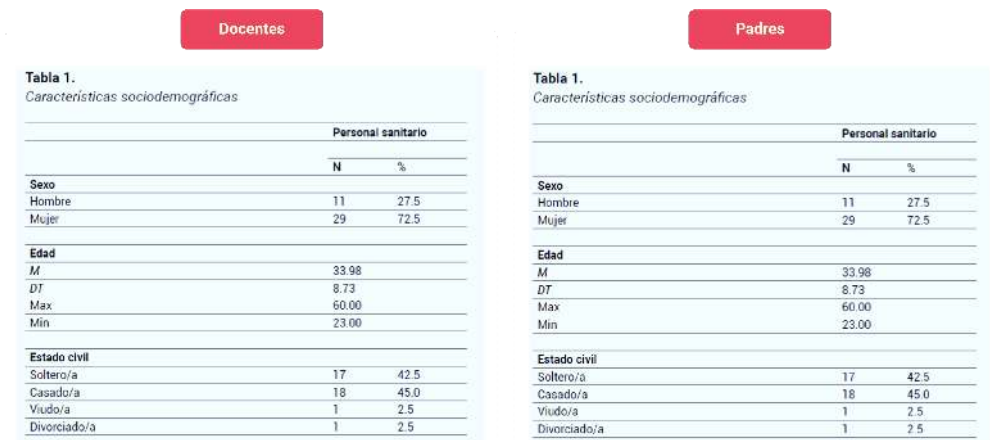 Docentes
Tabla 1.
Características sociodemográficas
Personal sanitario
N %
Sexo
Hombre 11 27.5
Mujer 29 72.5
Edad
M 33.98
DT 8.73
Max 60.00
Min 23.00
Estado civil
Soltero/a 17 42.5
Casado/a 18 45.0
Viudo/a 1 2.5
Divorciado/a 1 2.5
Padres
Tabla 1.
Características sociodemográficas
Personal sanitario
N %
Sexo
Hombre 11 27.5
Mujer 29 72.5
Edad
M 33.98
DT 8.73
Max 60.00
Min 23.00
Estado civil
Soltero/a 17 42.5
Casado/a 18 45.0
Viudo/a 1 2.5
Divorciado/a 1 2.5